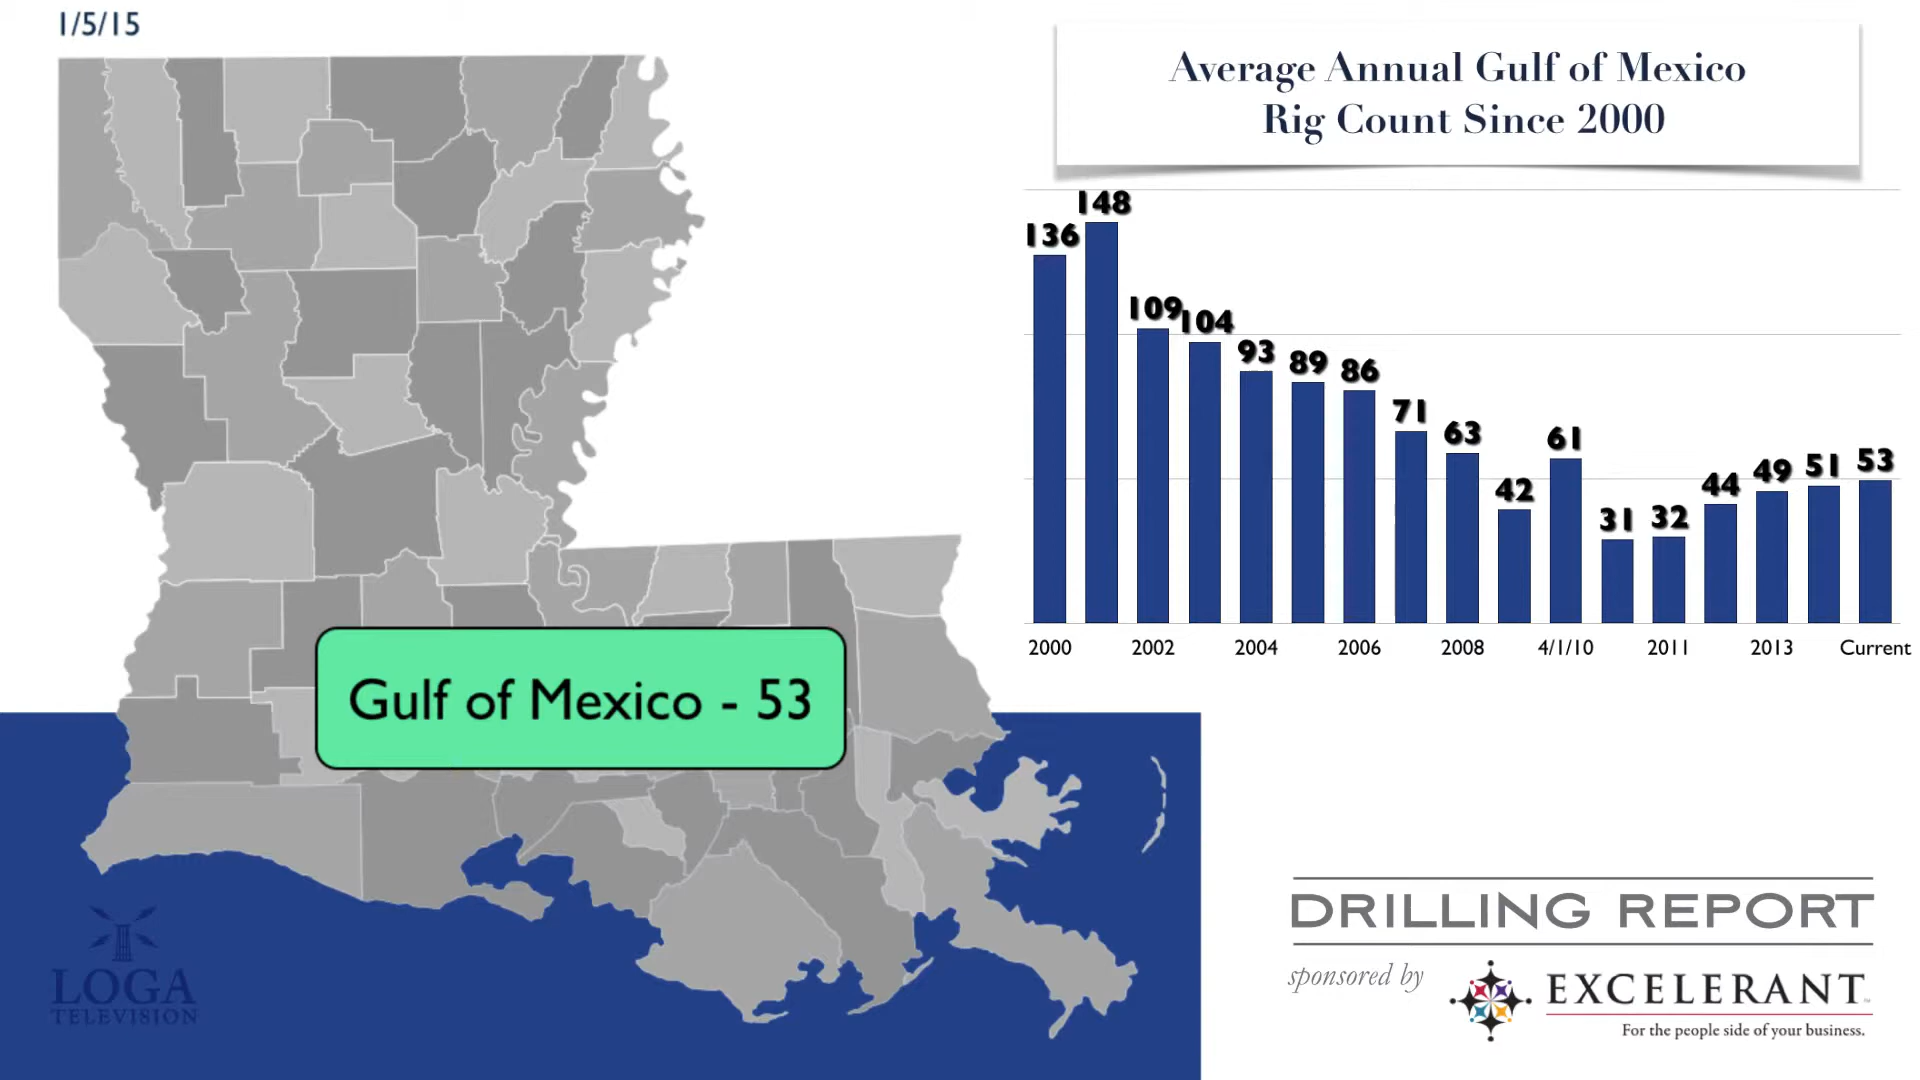 1/5/15
Average Annual Gulf of Mexico
Rig Count Since 2000
136
148
109
104
93
89
86
71
63
42
61
31
32
44
49
51
53
2000
2002
2004
2006
2008
4/1/10
2011
2013
Current
Gulf of Mexico - 53
LOGA
TELEVISION
DRILLING REPORT
sponsored by
EXCELERANT
For the people side of your business.